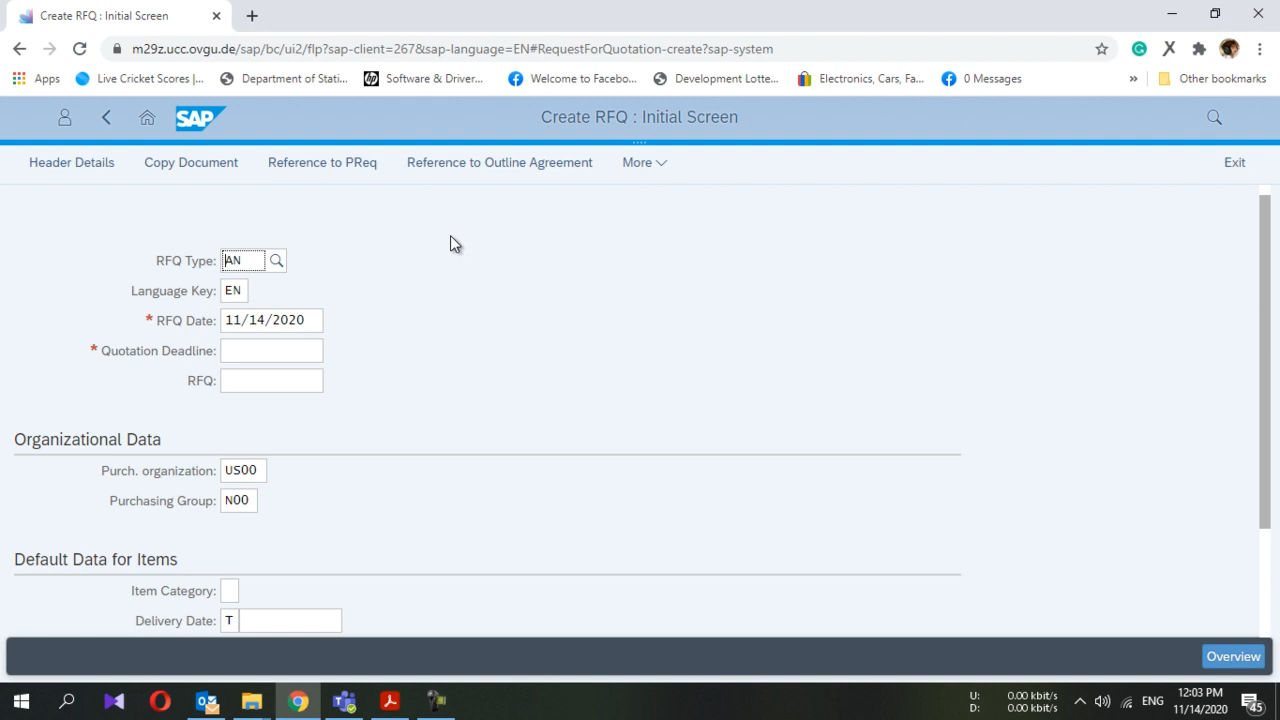 Create RFQ : Initial Screen
m29z.ucc.ovgu.de/sap/bc/ui2/flp?sap-client=267&sap-language=EN#RequestForQuotation-create?sap-system
Apps Live Cricket Scores |... Department of Stati... Software & Driver... Welcome to Facebo... Development Lotte... Electronics, Cars, Fa... 0 Messages » Other bookmarks
SAP Create RFQ : Initial Screen
Header Details Copy Document Reference to PReq Reference to Outline Agreement More Exit
RFQ Type: AN
Language Key: EN
* RFQ Date: 11/14/2020
* Quotation Deadline:
RFQ:
Organizational Data
Purch. organization: US00
Purchasing Group: N00
Default Data for Items
Item Category:
Delivery Date: T
Overview
U: 0.00 kbit/s
D: 0.00 kbit/s
ENG
12:03 PM
11/14/2020
45